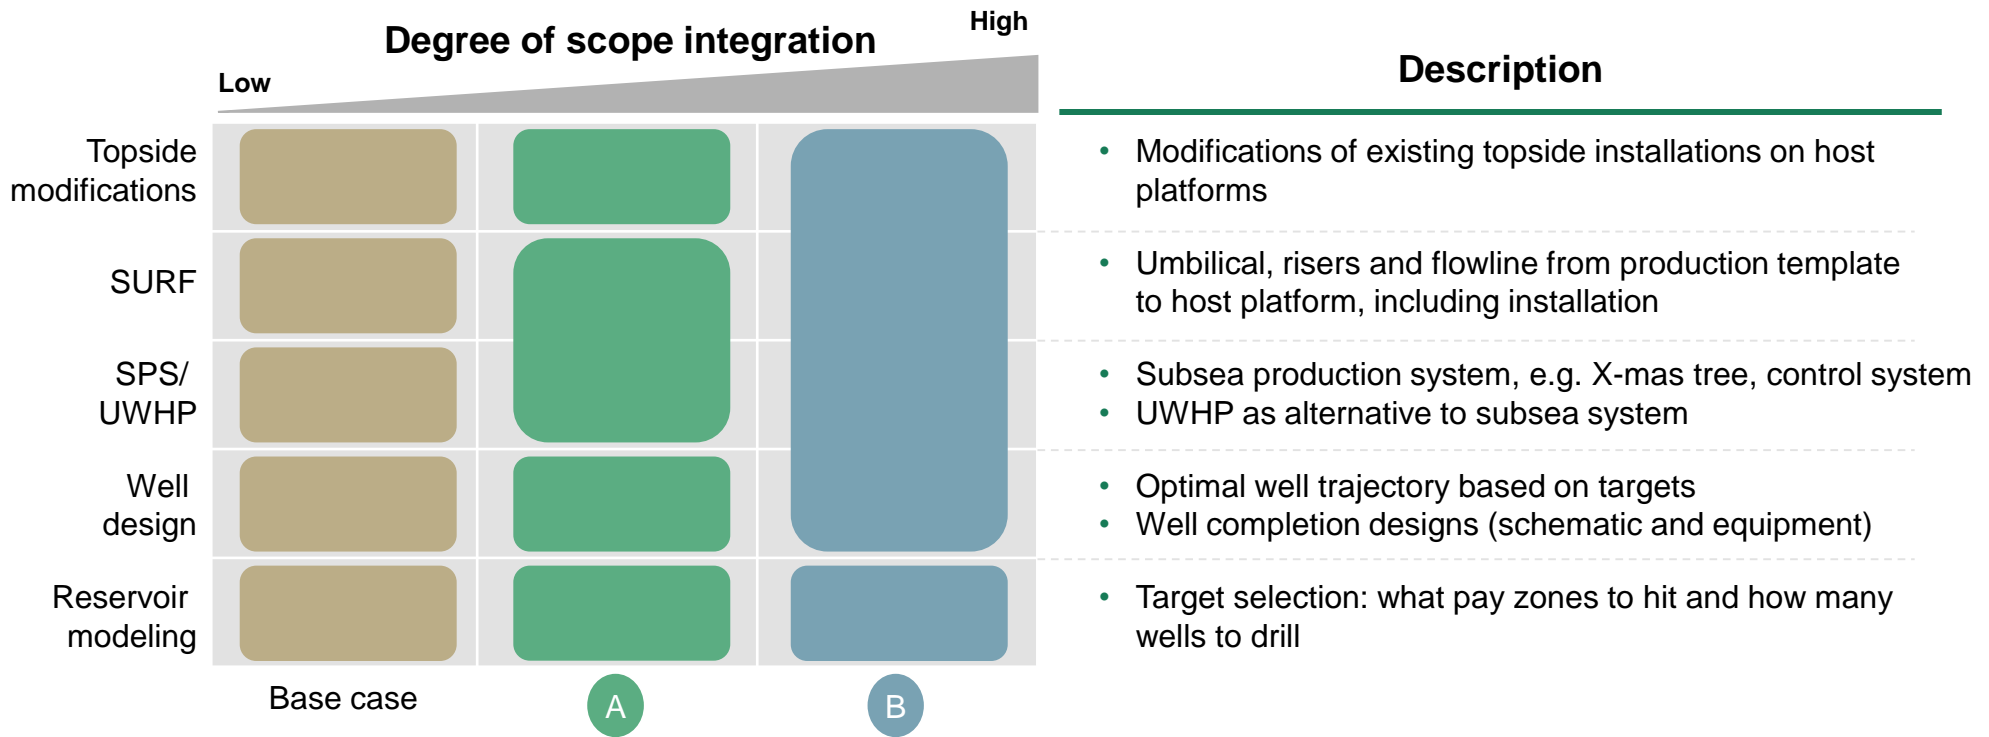 Degree of scope integration
Low
High
Description
Topside
modifications
• Modifications of existing topside installations on host
platforms
SURF
• Umbilical, risers and flowline from production template
to host platform, including installation
SPS/
UWHP
• Subsea production system, e.g. X-mas tree, control system
• UWHP as alternative to subsea system
Well
design
• Optimal well trajectory based on targets
• Well completion designs (schematic and equipment)
Reservoir
modeling
• Target selection: what pay zones to hit and how many
wells to drill
Base case
A
B